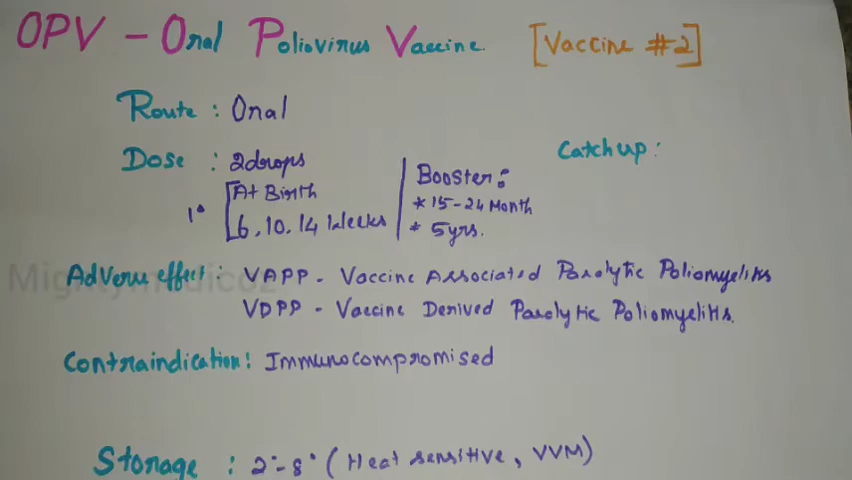 OPV - Oral Poliovirus Vaccine. [Vaccine #2]
Route : Oral
Dose : 2drops
1° At Birth
6, 10, 14 Weeks
Booster:
* 15-24 Month
* 5yrs.
Catch up :
Adverse effect : VAPP - Vaccine Associated Paralytic Poliomyelitis
VDPP - Vaccine Derived Paralytic Poliomyelitis.
Contraindication : Immunocompromised
Storage : 2°-8° (Heat sensitive, VVM)